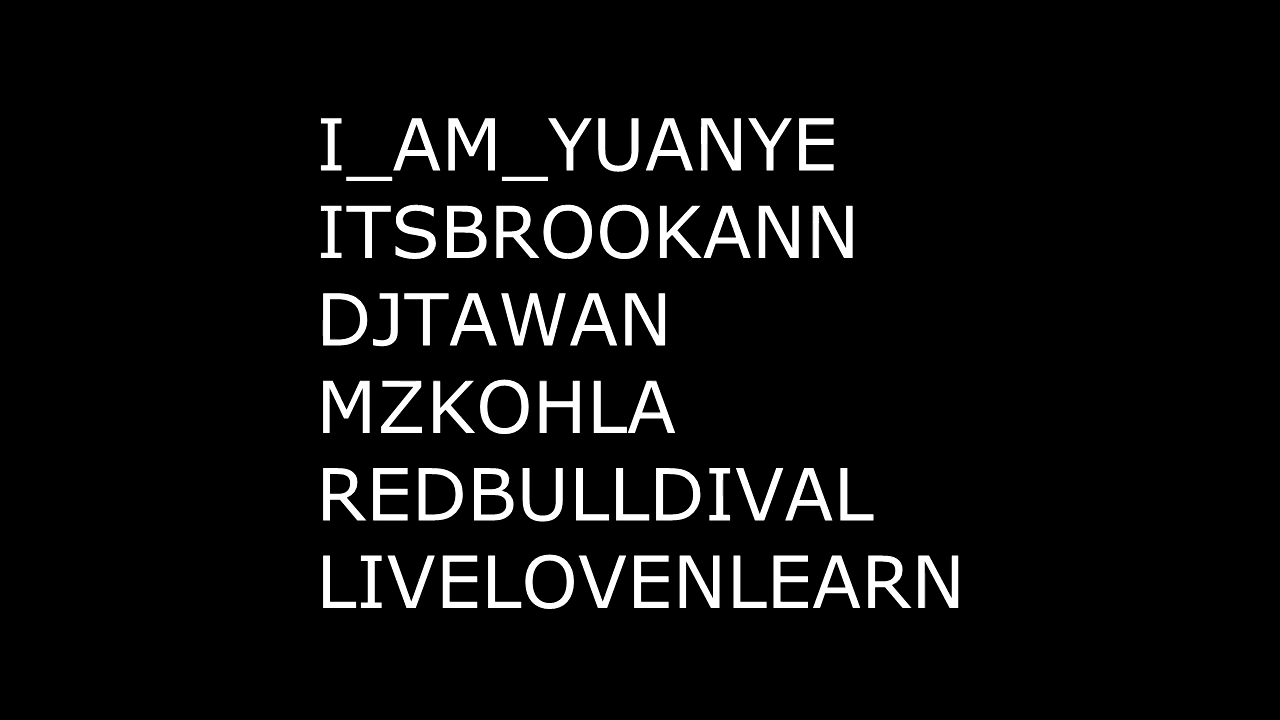 I_AM_YUANYE
ITSBROOKANN
DJTAWAN
MZKOHLA
REDBULLDIVAL
LIVELOVENLEARN